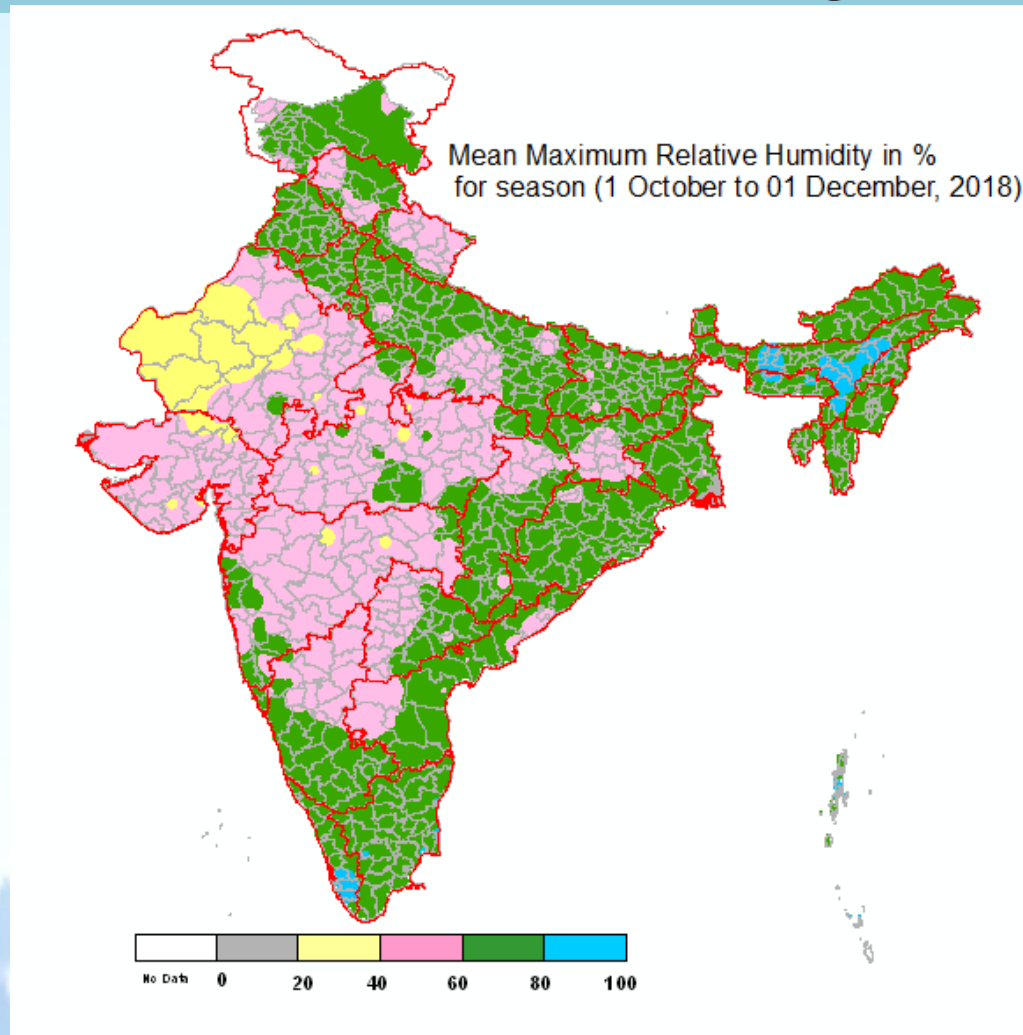 Mean Maximum Relative Humidity in %
for season (1 October to 01 December, 2018)
No Data 0 20 40 60 80 100